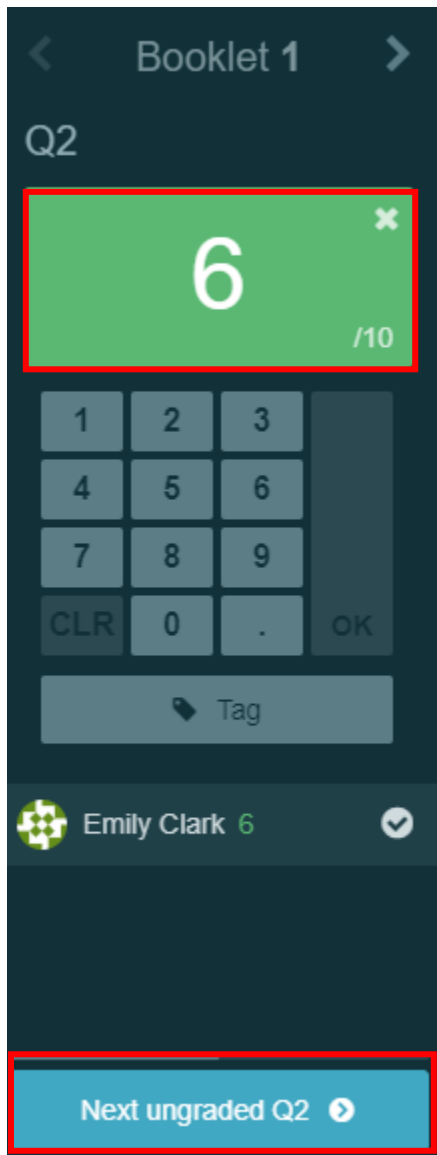 Booklet 1
Q2
6
/10
1 2 3
4 5 6
7 8 9
CLR 0 . OK
Tag
Emily Clark 6
Next ungraded Q2